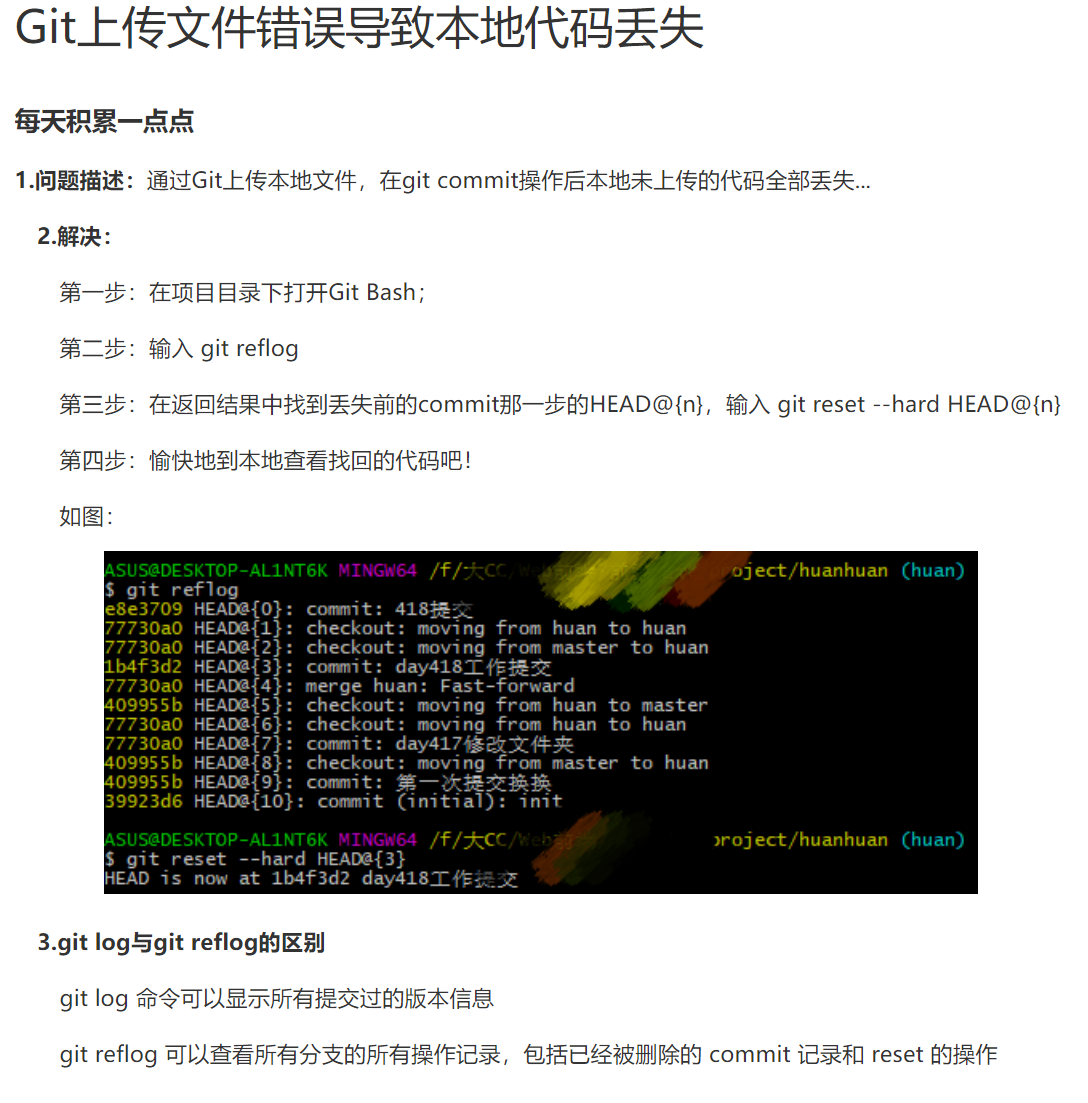 Git上传文件错误导致本地代码丢失
每天积累一点点
1.问题描述：通过Git上传本地文件，在git commit操作后本地未上传的代码全部丢失...
2.解决：
第一步：在项目目录下打开Git Bash；
第二步：输入 git reflog
第三步：在返回结果中找到丢失前的commit那一步的HEAD@{n}，输入 git reset --hard HEAD@{n}
第四步：愉快地到本地查看找回的代码吧！
如图：
ASUS@DESKTOP-AL1NT6K MINGW64 /f/大CC/Web project/huanhuan (huan)
$ git reflog
e8e3709 HEAD@{0}: commit: 418提交
77730a0 HEAD@{1}: checkout: moving from huan to huan
77730a0 HEAD@{2}: checkout: moving from master to huan
1b4f3d2 HEAD@{3}: commit: day418工作提交
77730a0 HEAD@{4}: merge huan: Fast-forward
409955b HEAD@{5}: checkout: moving from huan to master
77730a0 HEAD@{6}: checkout: moving from huan to huan
77730a0 HEAD@{7}: commit: day417修改文件夹
409955b HEAD@{8}: checkout: moving from master to huan
409955b HEAD@{9}: commit: 第一次提交换换
39923d6 HEAD@{10}: commit (initial): init
ASUS@DESKTOP-AL1NT6K MINGW64 /f/大CC/Web前 project/huanhuan (huan)
$ git reset --hard HEAD@{3}
HEAD is now at 1b4f3d2 day418工作提交
3.git log与git reflog的区别
git log 命令可以显示所有提交过的版本信息
git reflog 可以查看所有分支的所有操作记录，包括已经被删除的 commit 记录和 reset 的操作